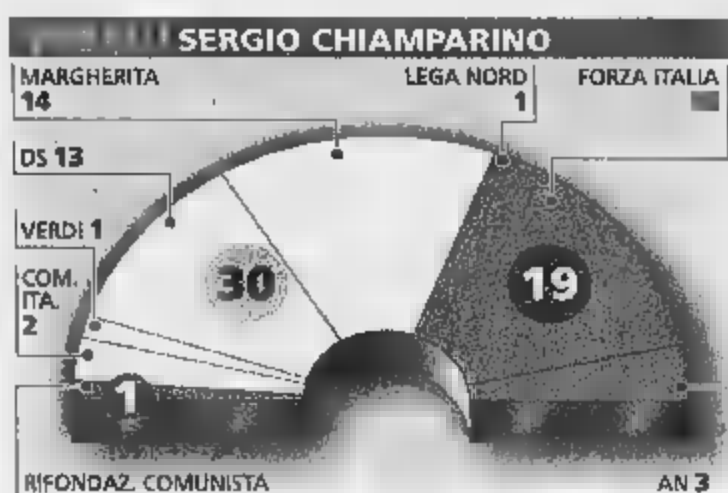 SERGIO CHIAMPARINO
MARGHERITA
14
LEGA NORD
1
FORZA ITALIA
DS 13
VERDI 1
COM.
ITA.
2
30
19
1
RIFONDAZ. COMUNISTA
AN 3